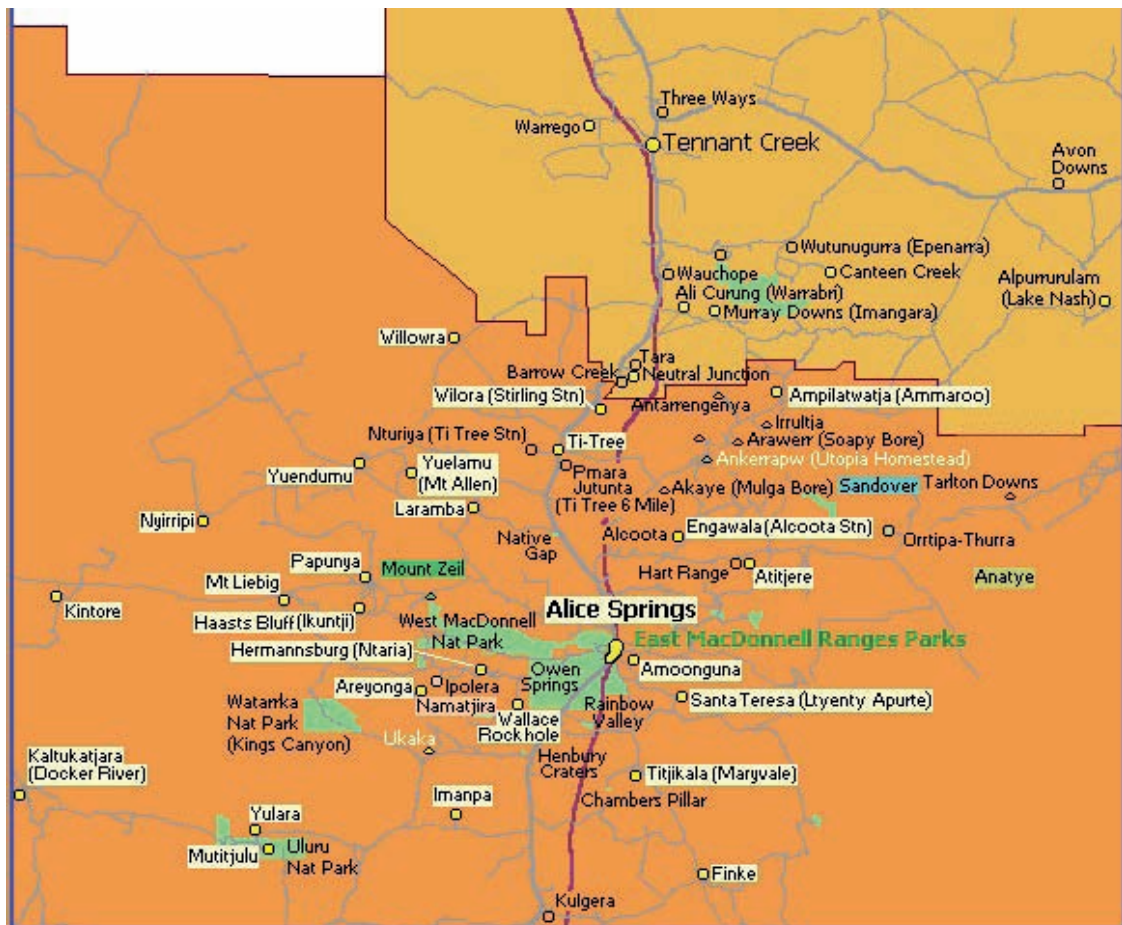 Three Ways
Warrego
Tennant Creek
Avon
Downs
Wutunugurra (Epenarra)
Wauchope
Canteen Creek
Alpurrurulam
(Lake Nash)
Ali Curung (Warrabri)
Murray Downs (Imangara)
Willowra
Tara
Barrow Creek
Neutral Junction
Wilora (Stirling Stn)
Antarrengenya
Ampilatwatja (Ammaroo)
Irrultja
Nturiya (Ti Tree Stn)
Ti-Tree
Arawerr (Soapy Bore)
Ankerrapw (Utopia Homestead)
Yuendumu
Yuelamu
(Mt Allen)
Pmara
Jutunta
(Ti Tree 6 Mile)
Akaye (Mulga Bore)
Sandover
Tarlton Downs
Laramba
Nyirripi
Native
Gap
Alcoota
Engawala (Alcoota Stn)
Orrtipa-Thurra
Papunya
Mount Zeil
Hart Range
Atitjere
Anatye
Mt Liebig
Kintore
Haasts Bluff (Ikuntji)
West MacDonnell
Nat Park
Alice Springs
East MacDonnell Ranges Parks
Hermannsburg (Ntaria)
Amoonguna
Owen
Springs
Areyonga
Ipolera
Namatjira
Santa Teresa (Ltyenty Apurte)
Watarrka
Nat Park
(Kings Canyon)
Wallace
Rockhole
Rainbow
Valley
Ukaka
Kaltukatjara
(Docker River)
Henbury
Craters
Titjikala (Maryvale)
Imanpa
Chambers Pillar
Yulara
Mutitjulu
Uluru
Nat Park
Finke
Kulgera